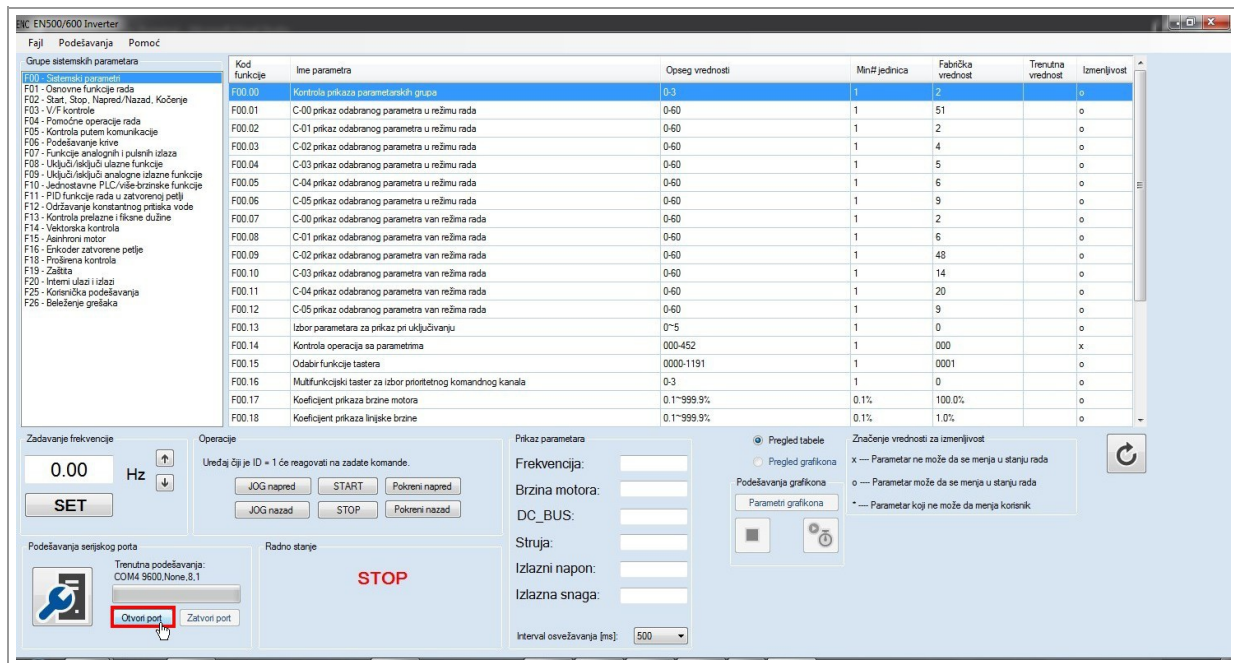 ENC EN500/600 Inverter
Fajl Podešavanja Pomoć
Grupe sistemskih parametara
F00 - Sistemski parametri
F01 - Osnovne funkcije rada
F02 - Start, Stop, Napred/Nazad, Kočenje
F03 - V/F kontrole
F04 - Pomoćne operacije rada
F05 - Kontrola putem komunikacije
F06 - Podešavanje krive
F07 - Funkcije analognih i pulsnih izlaza
F08 - Uključi/isključi ulazne funkcije
F09 - Uključi/isključi analogne izlazne funkcije
F10 - Jednostavne PLC/više-brzinske funkcije
F11 - PID funkcije rada u zatvorenoj petlji
F12 - Održavanje konstantnog pritiska vode
F13 - Kontrola prelazne i fiksne dužine
F14 - Vektorska kontrola
F15 - Asinhroni motor
F16 - Enkoder zatvorene petlje
F18 - Proširena kontrola
F19 - Zaštita
F20 - Interni ulazi i izlazi
F25 - Korisnička podešavanja
F26 - Beleženje grešaka
Kod funkcije Ime parametra Opseg vrednosti Min# jedinica Fabrička vrednost Trenutna vrednost Izmenljivost
F00.00 Kontrola prikaza parametarskih grupa 0-3 1 2 o
F00.01 C-00 prikaz odabranog parametra u režimu rada 0-60 1 51 o
F00.02 C-01 prikaz odabranog parametra u režimu rada 0-60 1 2 o
F00.03 C-02 prikaz odabranog parametra u režimu rada 0-60 1 4 o
F00.04 C-03 prikaz odabranog parametra u režimu rada 0-60 1 5 o
F00.05 C-04 prikaz odabranog parametra u režimu rada 0-60 1 6 o
F00.06 C-05 prikaz odabranog parametra u režimu rada 0-60 1 9 o
F00.07 C-00 prikaz odabranog parametra van režima rada 0-60 1 2 o
F00.08 C-01 prikaz odabranog parametra van režima rada 0-60 1 6 o
F00.09 C-02 prikaz odabranog parametra van režima rada 0-60 1 48 o
F00.10 C-03 prikaz odabranog parametra van režima rada 0-60 1 14 o
F00.11 C-04 prikaz odabranog parametra van režima rada 0-60 1 20 o
F00.12 C-05 prikaz odabranog parametra van režima rada 0-60 1 9 o
F00.13 Izbor parametara za prikaz pri uključivanju 0~5 1 0 o
F00.14 Kontrola operacija sa parametrima 000-452 1 000 x
F00.15 Odabir funkcije tastera 0000-1191 1 0001 o
F00.16 Multifunkcijski taster za izbor prioritetnog komandnog kanala 0-3 1 0 o
F00.17 Koeficijent prikaza brzine motora 0.1~999.9% 0.1% 100.0% o
F00.18 Koeficijent prikaza linijske brzine 0.1~999.9% 0.1% 1.0% o
Zadavanje frekvencije
0.00 Hz
SET
Operacije
Uređaj čiji je ID = 1 će reagovati na zadate komande.
JOG napred START Pokreni napred
JOG nazad STOP Pokreni nazad
Podešavanja serijskog porta
Trenutna podešavanja:
COM4 9600,None,8,1
Otvori port Zatvori port
Radno stanje
STOP
Prikaz parametara
Frekvencija:
Brzina motora:
DC_BUS:
Struja:
Izlazni napon:
Izlazna snaga:
Interval osvežavanja [ms]: 500
Pregled tabele
Pregled grafikona
Podešavanja grafikona
Parametri grafikona
Značenje vrednosti za izmenljivost
x --- Parametar ne može da se menja u stanju rada
o --- Parametar može da se menja u stanju rada
* --- Parametar koji ne može da menja korisnik